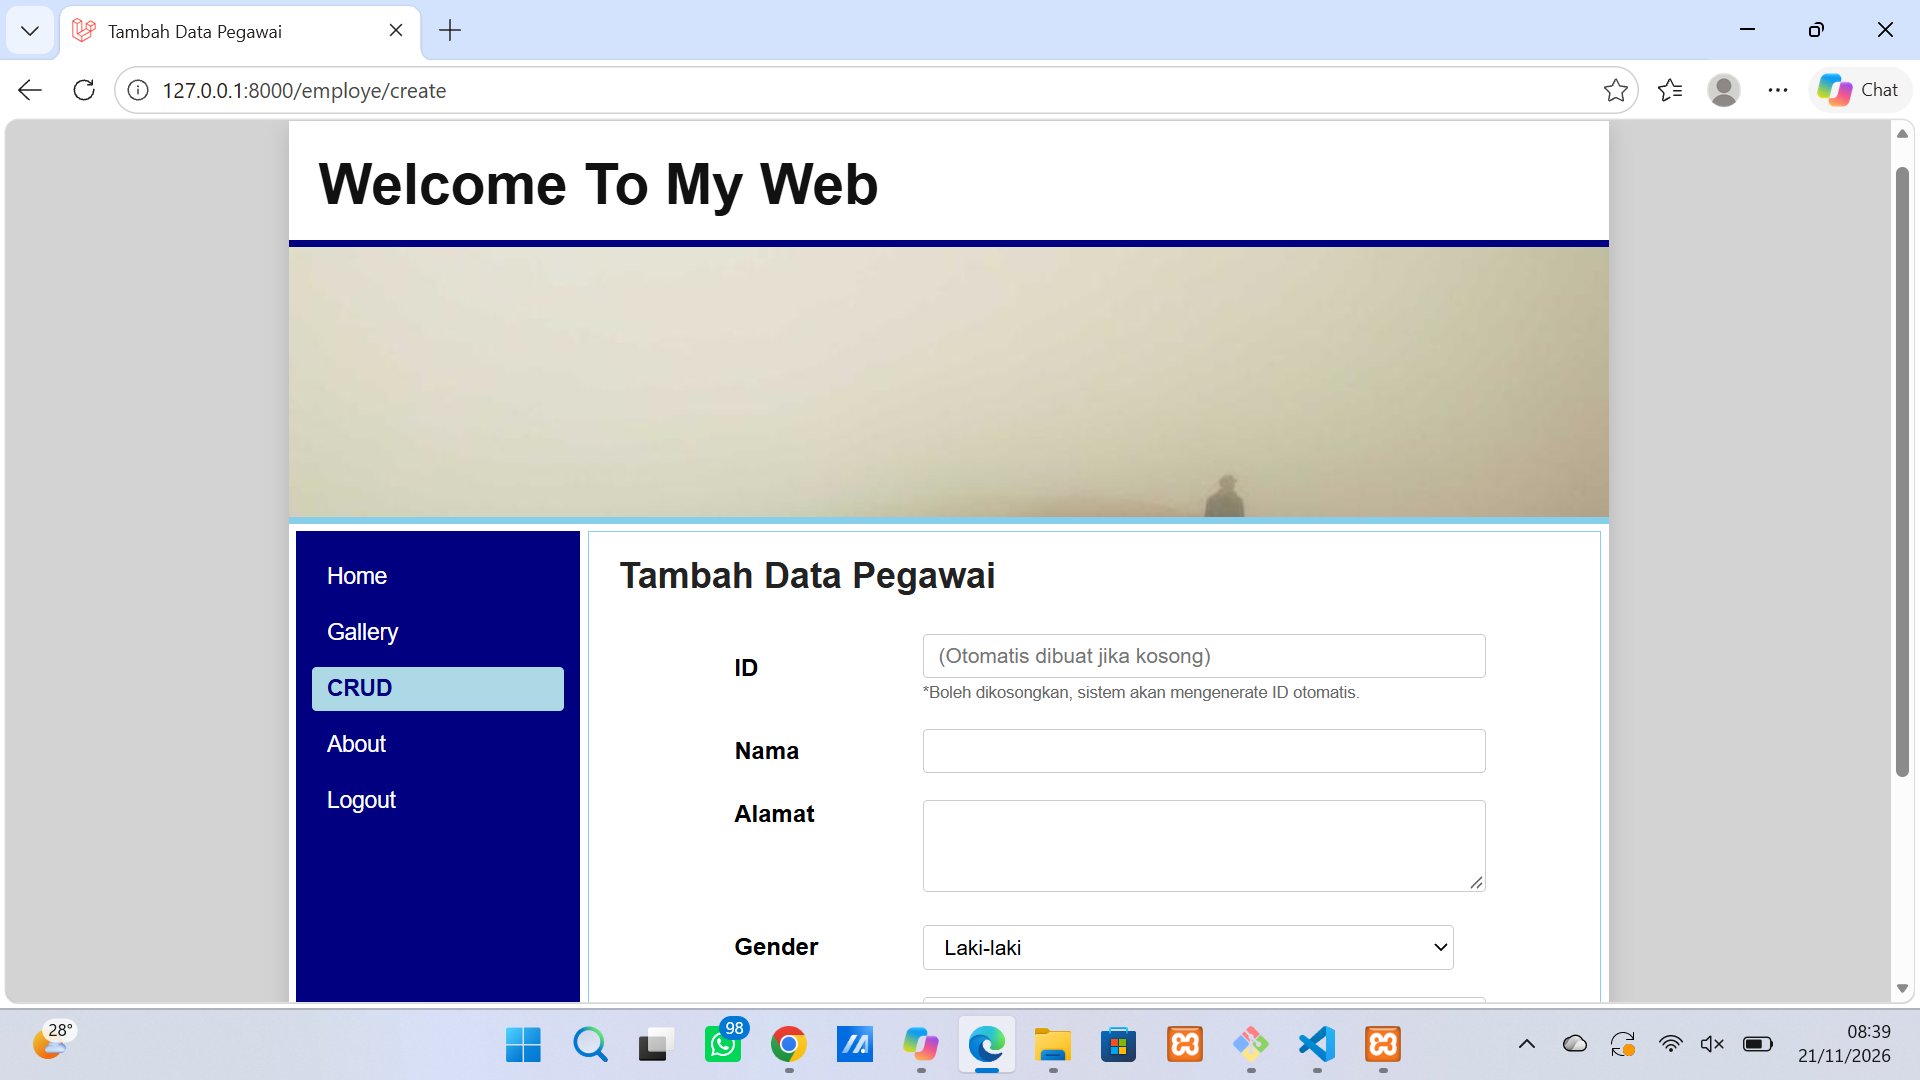 Tambah Data Pegawai
127.0.0.1:8000/employe/create
Chat
Welcome To My Web
Home
Gallery
CRUD
About
Logout
Tambah Data Pegawai
ID
(Otomatis dibuat jika kosong)
*Boleh dikosongkan, sistem akan mengenerate ID otomatis.
Nama
Alamat
Gender
Laki-laki
28°
98
08:39
21/11/2026